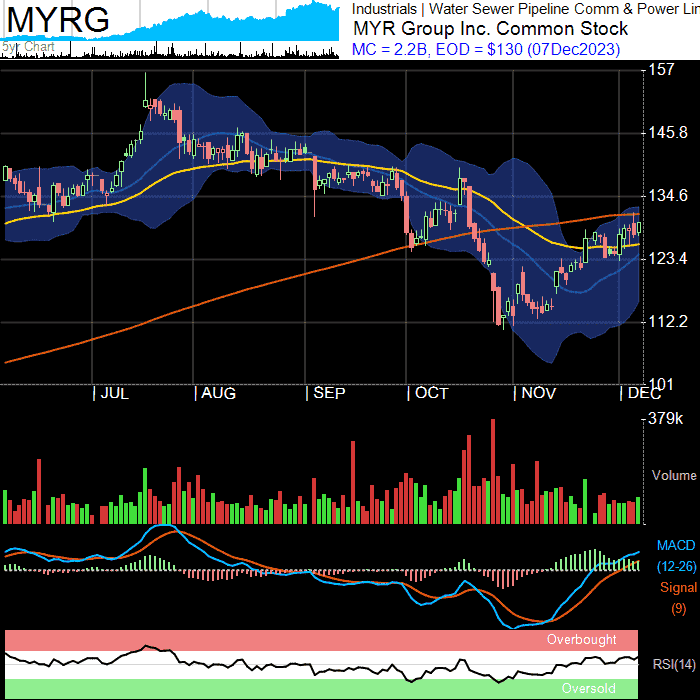 MYRG
5yr Chart
Industrials | Water Sewer Pipeline Comm & Power Lin
MYR Group Inc. Common Stock
MC = 2.2B, EOD = $130 (07Dec2023)
157
145.8
134.6
123.4
112.2
101
| JUL | AUG | SEP | OCT | NOV | DEC
379k
Volume
MACD
(12-26)
Signal
(9)
Overbought
RSI(14)
Oversold